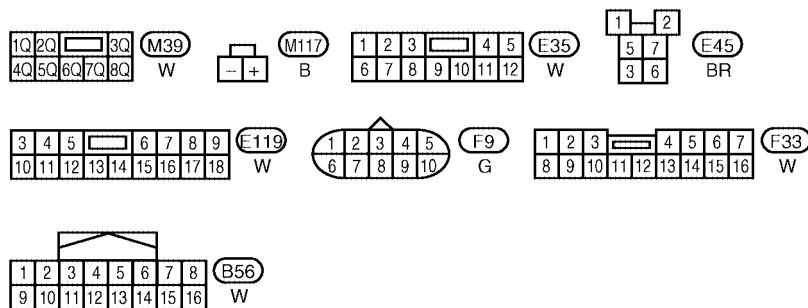 1Q 2Q 3Q M39
4Q 5Q 6Q 7Q 8Q W
− + M117
B
1 2 3 4 5 E35
6 7 8 9 10 11 12 W
1 2 E45
5 7
3 6 BR
3 4 5 6 7 8 9 E119
10 11 12 13 14 15 16 17 18 W
1 2 3 4 5 F9
6 7 8 9 10 G
1 2 3 4 5 6 7 F33
8 9 10 11 12 13 14 15 16 W
1 2 3 4 5 6 7 8 B56
9 10 11 12 13 14 15 16 W